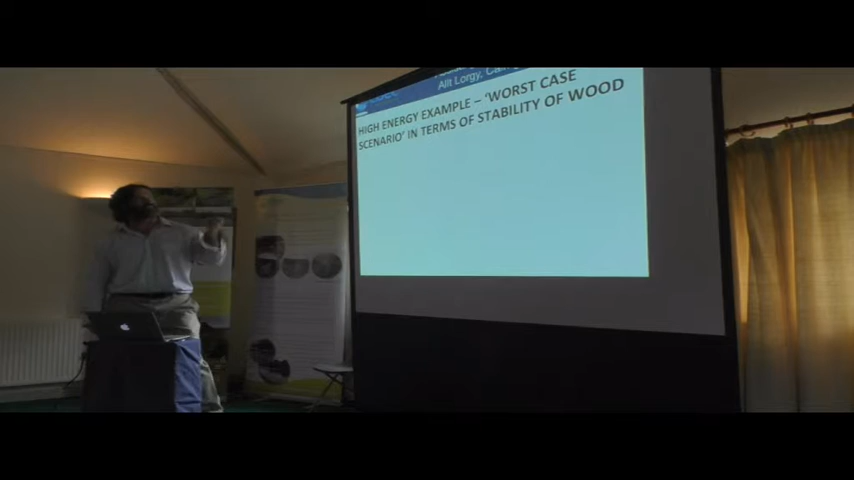 Allt Lorgy,
HIGH ENERGY EXAMPLE – ‘WORST CASE
SCENARIO’ IN TERMS OF STABILITY OF WOOD